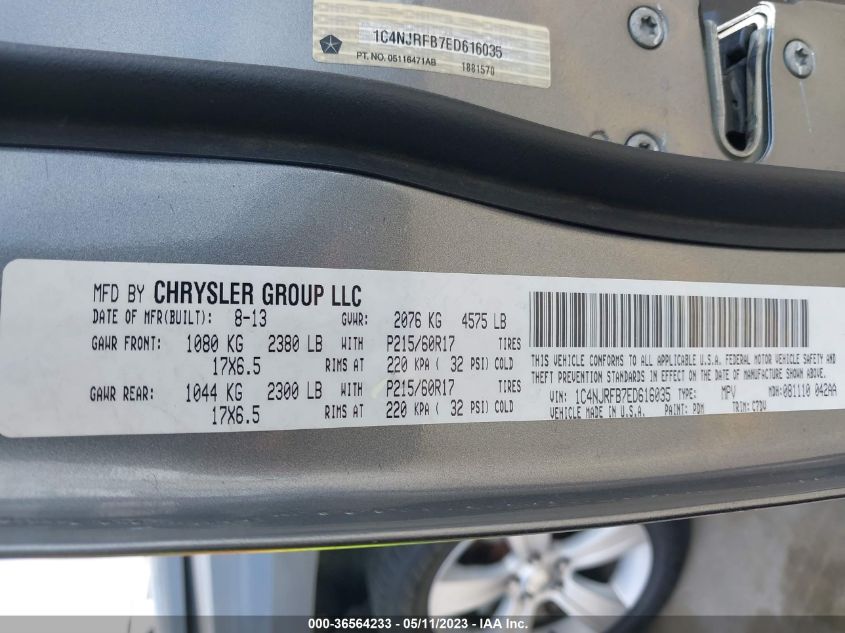 1C4NJRFB7ED616035
PT. NO. 05116471AB 1881570
MFD BY CHRYSLER GROUP LLC
DATE OF MFR(BUILT): 8-13 GVWR: 2076 KG 4575 LB
GAWR FRONT: 1080 KG 2380 LB WITH P215/60R17 TIRES
17X6.5 RIMS AT 220 KPA ( 32 PSI) COLD
GAWR REAR: 1044 KG 2300 LB WITH P215/60R17 TIRES
17X6.5 RIMS AT 220 KPA ( 32 PSI) COLD
THIS VEHICLE CONFORMS TO ALL APPLICABLE U.S.A. FEDERAL MOTOR VEHICLE SAFETY AND
THEFT PREVENTION STANDARDS IN EFFECT ON THE DATE OF MANUFACTURE SHOWN ABOVE.
VIN: 1C4NJRFB7ED616035 TYPE: MPV MDH: 081110 042AA
VEHICLE MADE IN U.S.A. PAINT: PDM TRIM: C7DV
000-36564233 - 05/11/2023 - IAA Inc.